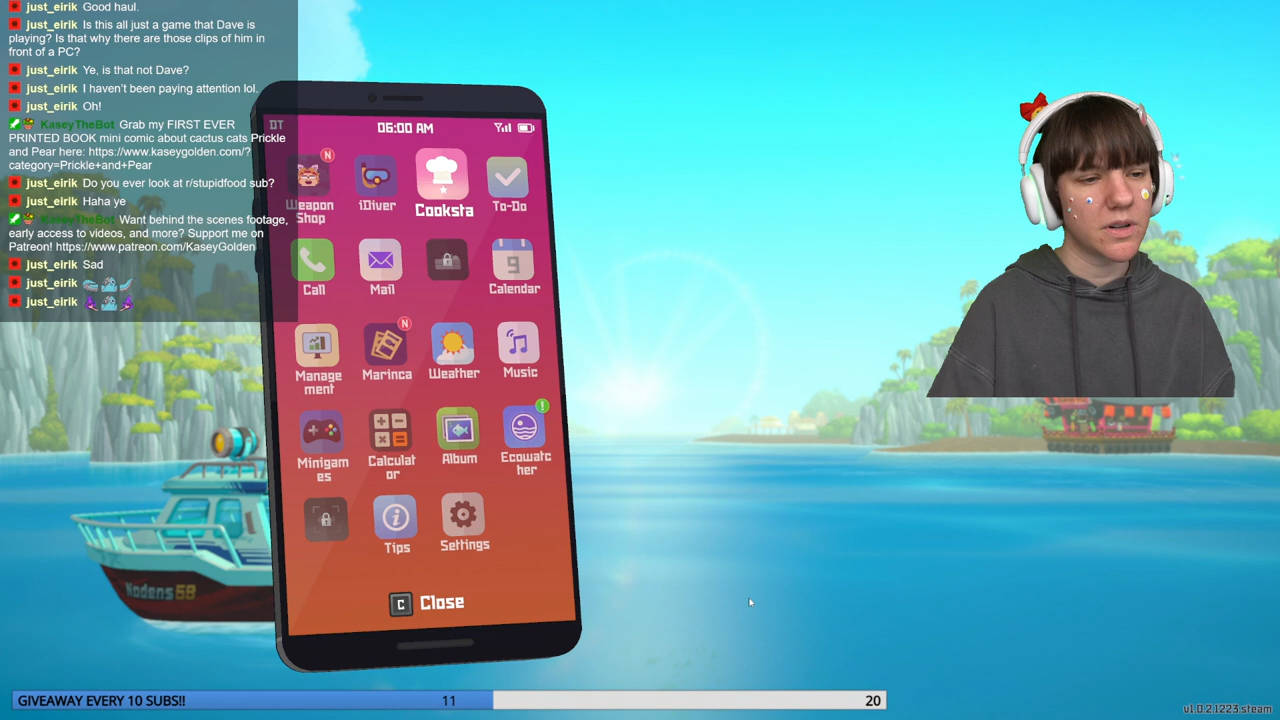 just_eirik Good haul.
just_eirik Is this all just a game that Dave is
playing? Is that why there are those clips of him in
front of a PC?
just_eirik Ye, is that not Dave?
just_eirik I haven't been paying attention lol.
just_eirik Oh!
KaseyTheBot Grab my FIRST EVER
PRINTED BOOK mini comic about cactus cats Prickle
and Pear here: https://www.kaseygolden.com/?
category=Prickle+and+Pear
just_eirik Do you ever look at r/stupidfood sub?
just_eirik Haha ye
KaseyTheBot Want behind the scenes footage,
early access to videos, and more? Support me on
Patreon! https://www.patreon.com/KaseyGolden
just_eirik Sad
just_eirik
just_eirik
DT 06:00 AM
N
Weapon
Shop
iDiver
Cooksta
To-Do
Call
Mail
9
Calendar
Manage
ment
N
Marinca
Weather
Music
Minigam
es
Calculat
or
Album
!
Ecowatc
her
Tips
Settings
C Close
Nodens 68
GIVEAWAY EVERY 10 SUBS!! 11 20
v1.0.2.1223.steam